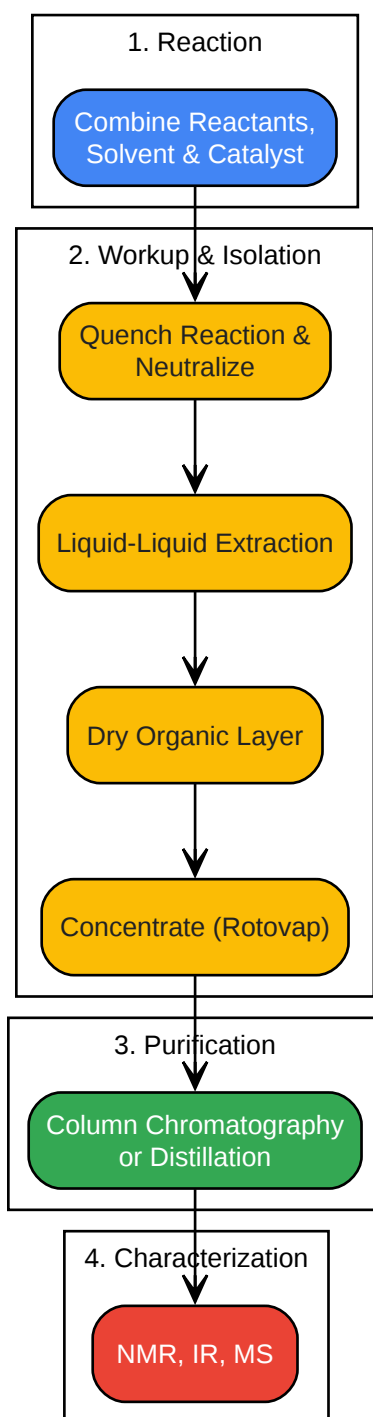 1. Reaction
Combine Reactants,
Solvent & Catalyst
2. Workup & Isolation
Quench Reaction &
Neutralize
Liquid-Liquid Extraction
Dry Organic Layer
Concentrate (Rotovap)
3. Purification
Column Chromatography
or Distillation
4. Characterization
NMR, IR, MS